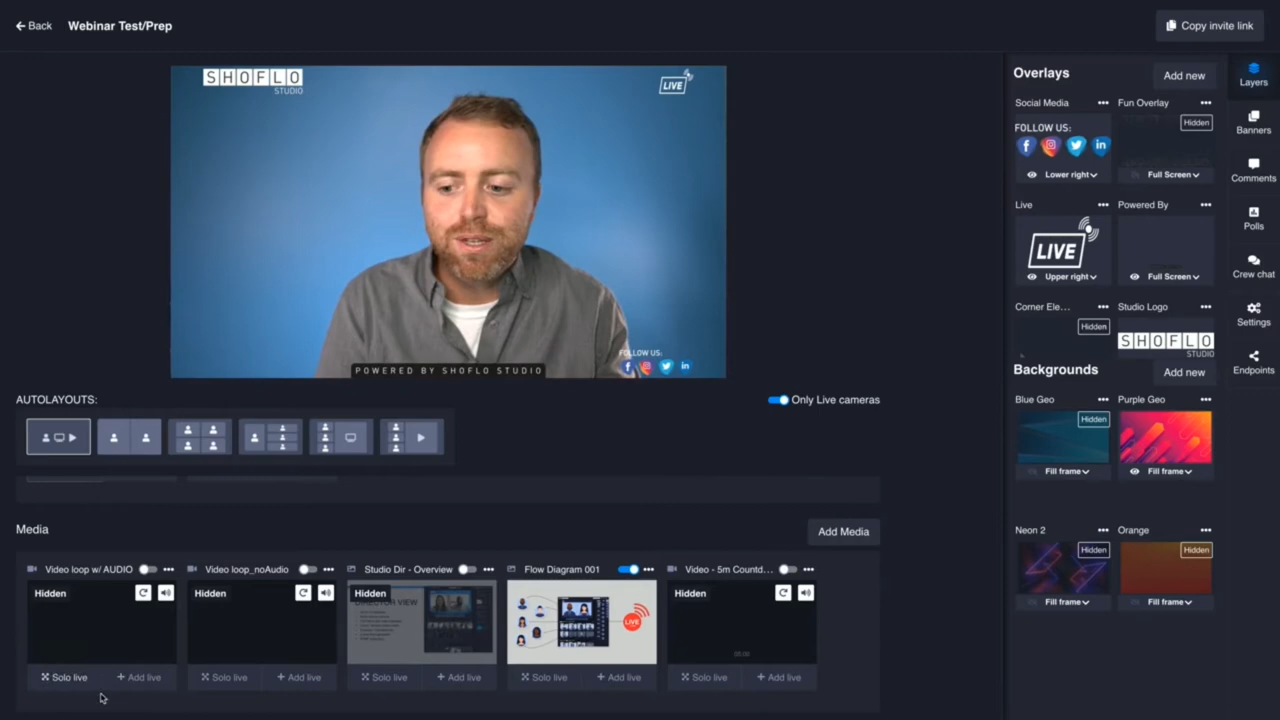 Back
Webinar Test/Prep
Copy invite link
SHOFLO
STUDIO
LIVE
FOLLOW US:
POWERED BY SHOFLO STUDIO
AUTOLAYOUTS:
Only Live cameras
Media
Add Media
Video loop w/ AUDIO
Hidden
Solo live
Add live
Video loop_noAudio
Hidden
Solo live
Add live
Studio Dir - Overview
Hidden
DIRECTOR VIEW
Solo live
Add live
Flow Diagram 001
LIVE
Solo live
Add live
Video - 5m Countd...
Hidden
05:00
Solo live
Add live
Overlays
Add new
Social Media
FOLLOW US:
Lower right
Fun Overlay
Hidden
Full Screen
Live
LIVE
Upper right
Powered By
Full Screen
Corner Ele...
Hidden
Studio Logo
SHOFLO
STUDIO
Backgrounds
Add new
Blue Geo
Hidden
Fill frame
Purple Geo
Fill frame
Neon 2
Hidden
Fill frame
Orange
Hidden
Fill frame
Layers
Banners
Comments
Polls
Crew chat
Settings
Endpoints